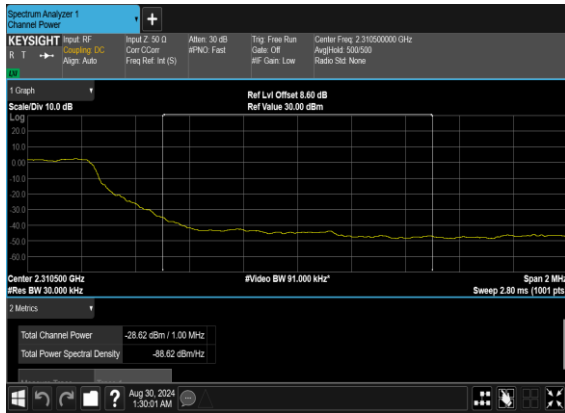 Spectrum Analyzer 1
Channel Power
+
KEYSIGHT
R T
LXI
Input: RF
Coupling: DC
Align: Auto
Input Z: 50 Ω
Corr CCorr
Freq Ref: Int (S)
Atten: 30 dB
#PNO: Fast
Trig: Free Run
Gate: Off
#IF Gain: Low
Center Freq: 2.310500000 GHz
Avg|Hold: 500/500
Radio Std: None
1 Graph
Scale/Div 10.0 dB
Ref Lvl Offset 8.60 dB
Ref Value 30.00 dBm
Log
20.0
10.0
0.00
-10.0
-20.0
-30.0
-40.0
-50.0
-60.0
Center 2.310500 GHz
#Res BW 30.000 kHz
#Video BW 91.000 kHz*
Span 2 MHz
Sweep 2.80 ms (1001 pts
2 Metrics
Total Channel Power -28.62 dBm / 1.00 MHz
Total Power Spectral Density -88.62 dBm/Hz
?
Aug 30, 2024
1:30:01 AM